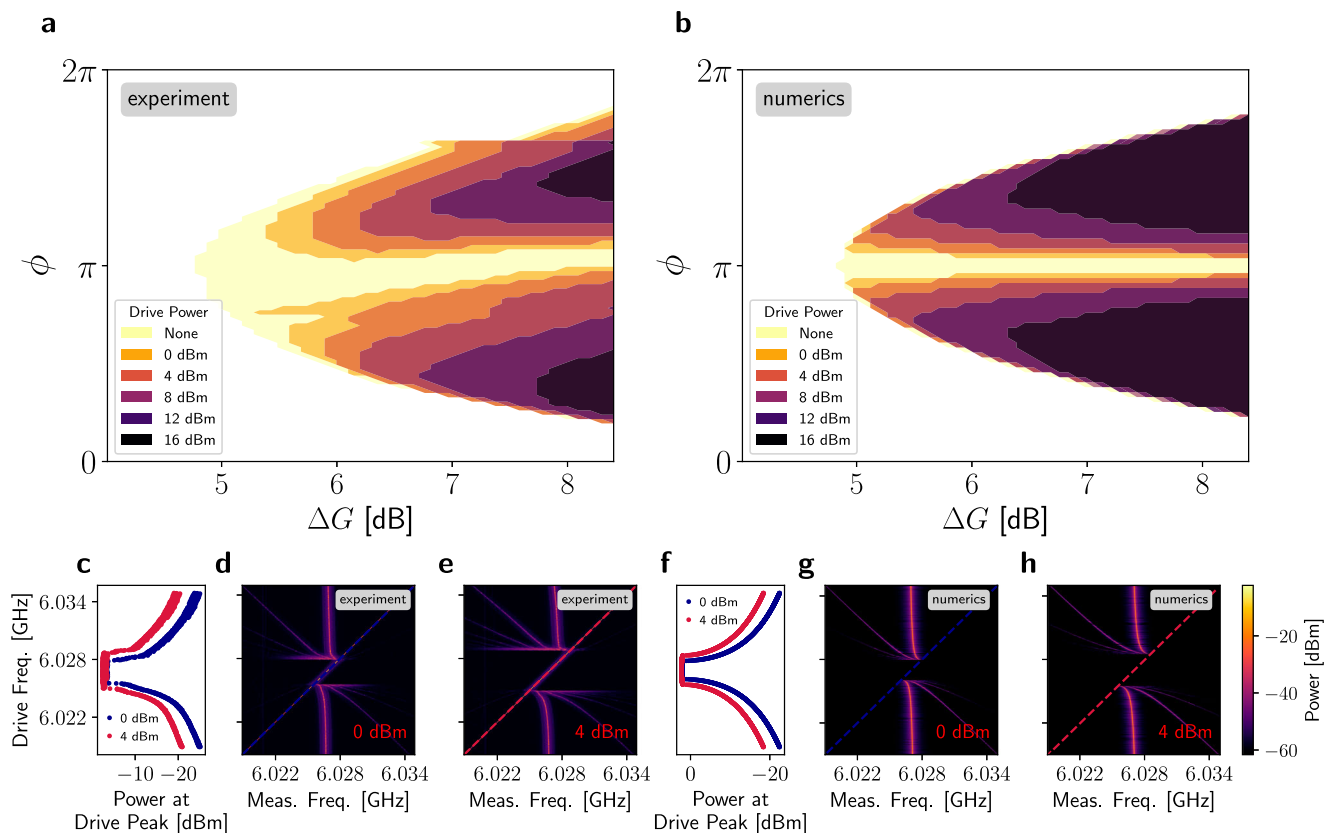 a
b
2π
π
0
ϕ
experiment
Drive Power
None
0 dBm
4 dBm
8 dBm
12 dBm
16 dBm
5
6
7
8
ΔG [dB]
2π
π
0
ϕ
numerics
Drive Power
None
0 dBm
4 dBm
8 dBm
12 dBm
16 dBm
5
6
7
8
ΔG [dB]
c
d
e
f
g
h
Drive Freq. [GHz]
6.034
6.028
6.022
0 dBm
4 dBm
−10
−20
Power at
Drive Peak [dBm]
experiment
0 dBm
6.022
6.028
6.034
Meas. Freq. [GHz]
experiment
4 dBm
6.022
6.028
6.034
Meas. Freq. [GHz]
0 dBm
4 dBm
0
−20
Power at
Drive Peak [dBm]
numerics
0 dBm
6.022
6.028
6.034
Meas. Freq. [GHz]
numerics
4 dBm
6.022
6.028
6.034
Meas. Freq. [GHz]
−20
−40
−60
Power [dBm]